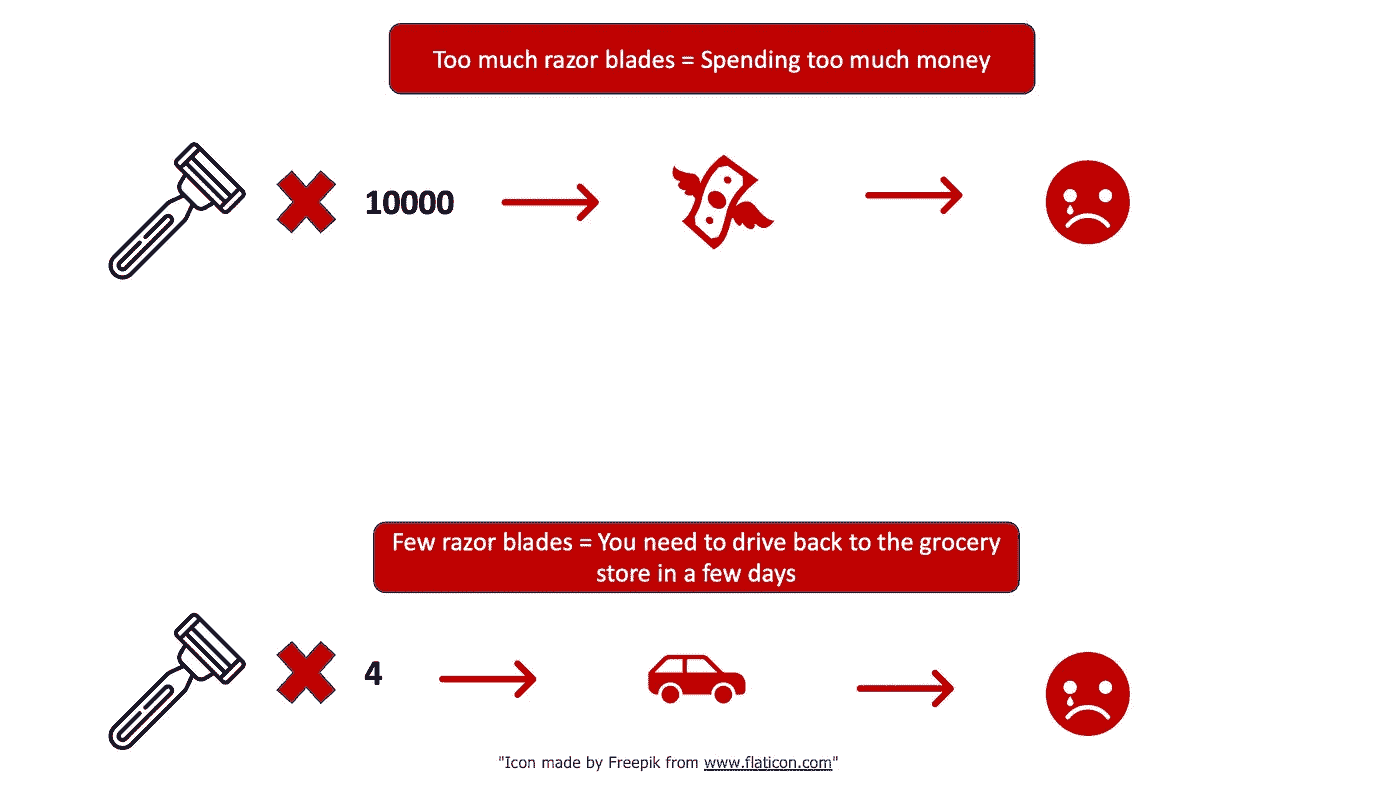 Too much razor blades = Spending too much money
10000
Few razor blades = You need to drive back to the grocery
store in a few days
4
"Icon made by Freepik from www.flaticon.com"